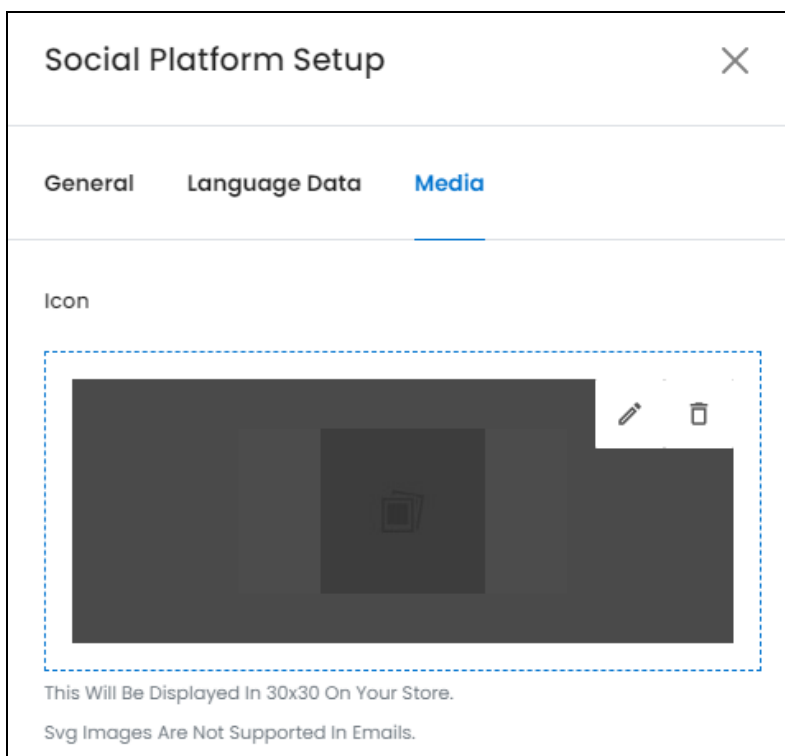 Social Platform Setup
General Language Data Media
Icon
This Will Be Displayed In 30x30 On Your Store.
Svg Images Are Not Supported In Emails.